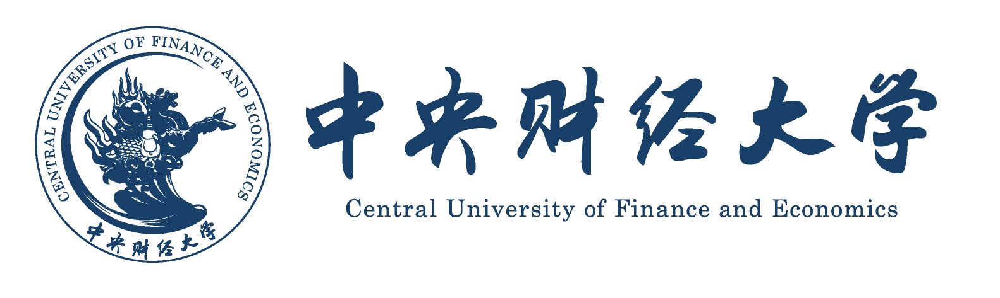 CENTRAL UNIVERSITY OF FINANCE AND ECONOMICS
中央财经大学
中央财经大学
Central University of Finance and Economics